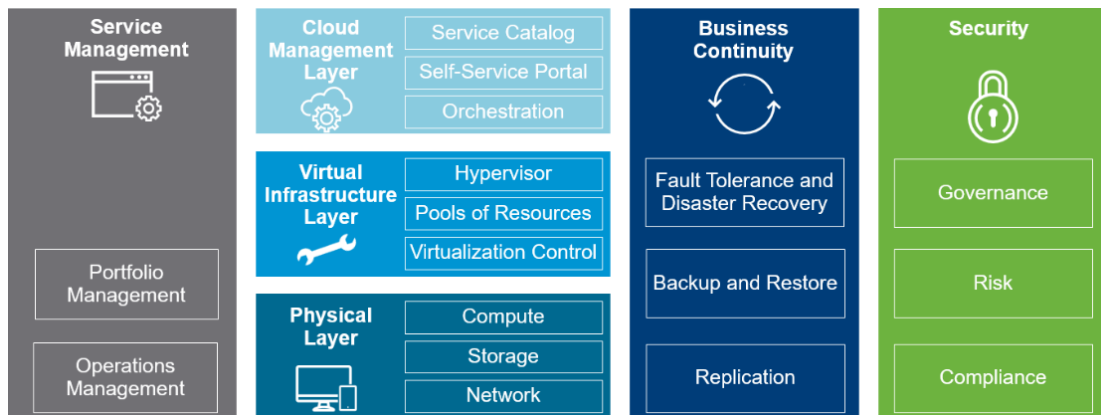 Service
Management
Portfolio
Management
Operations
Management
Cloud
Management
Layer
Service Catalog
Self-Service Portal
Orchestration
Virtual
Infrastructure
Layer
Hypervisor
Pools of Resources
Virtualization Control
Physical
Layer
Compute
Storage
Network
Business
Continuity
Fault Tolerance and
Disaster Recovery
Backup and Restore
Replication
Security
Governance
Risk
Compliance